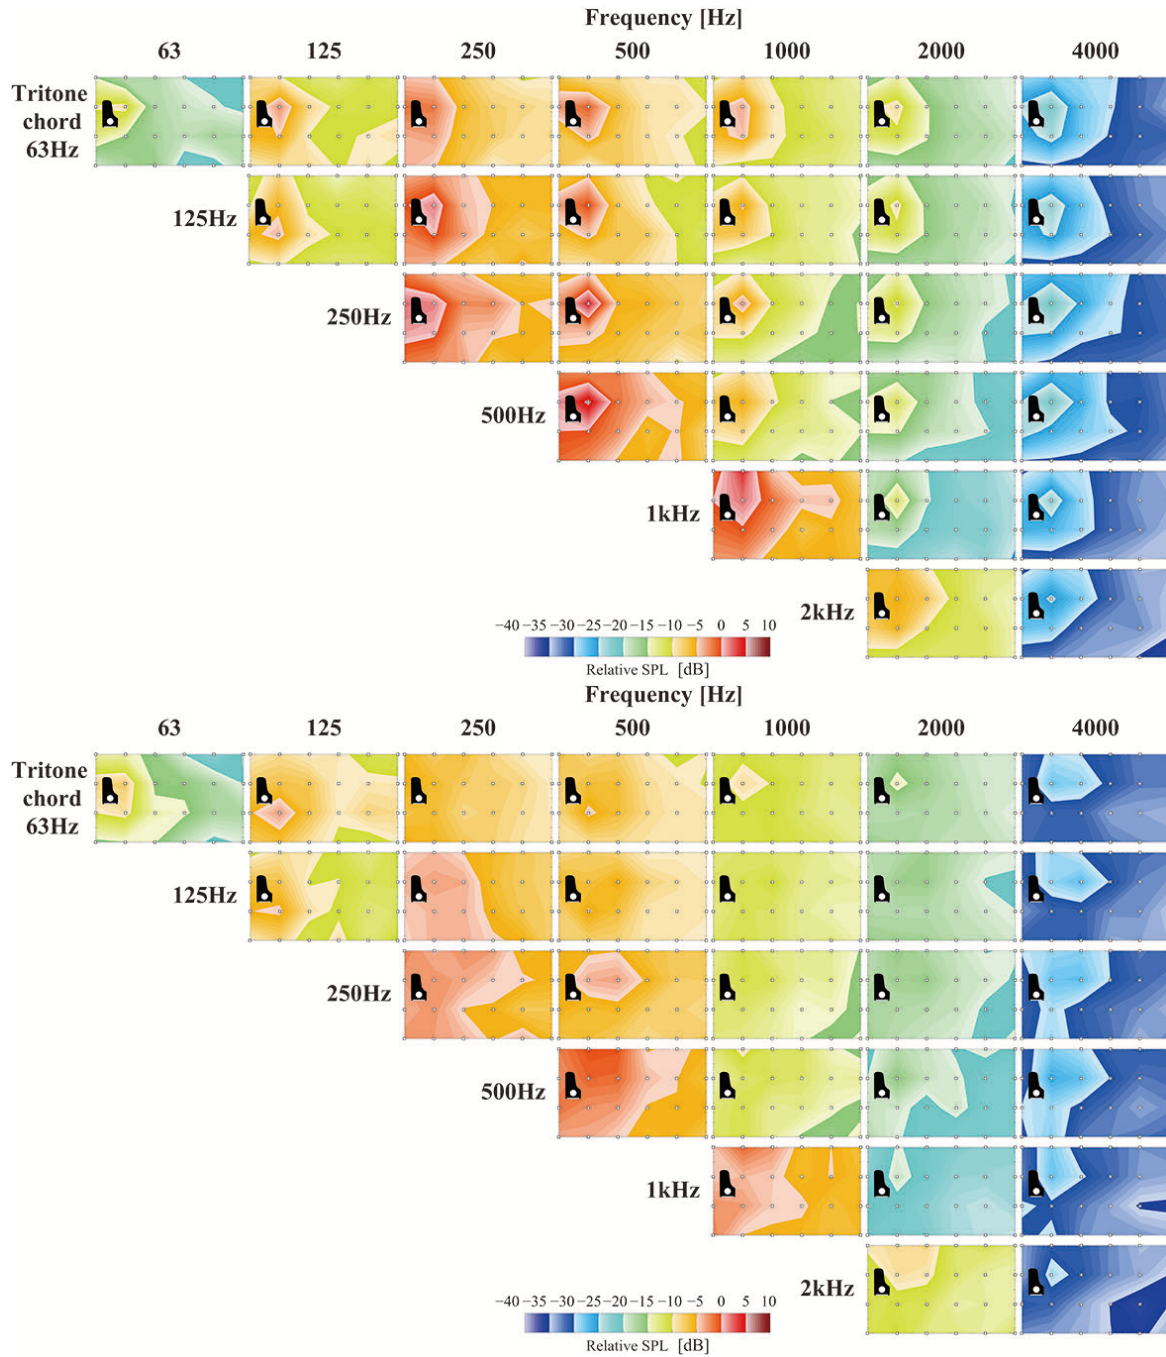 Frequency [Hz]
63 125 250 500 1000 2000 4000
Tritone
chord
63Hz
125Hz
250Hz
500Hz
1kHz
2kHz
−40 −35 −30 −25 −20 −15 −10 −5 0 5 10
Relative SPL [dB]
Frequency [Hz]
63 125 250 500 1000 2000 4000
Tritone
chord
63Hz
125Hz
250Hz
500Hz
1kHz
2kHz
−40 −35 −30 −25 −20 −15 −10 −5 0 5 10
Relative SPL [dB]